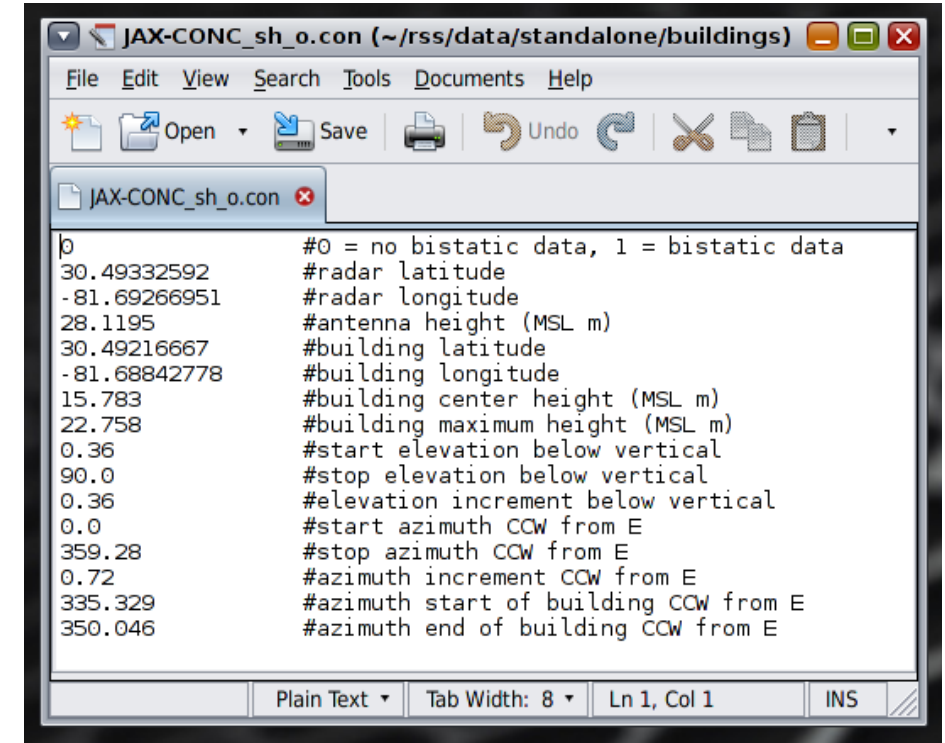 JAX-CONC_sh_o.con (~/rss/data/standalone/buildings)
File Edit View Search Tools Documents Help
Open Save Undo
JAX-CONC_sh_o.con
0 #0 = no bistatic data, 1 = bistatic data
30.49332592 #radar latitude
-81.69266951 #radar longitude
28.1195 #antenna height (MSL m)
30.49216667 #building latitude
-81.68842778 #building longitude
15.783 #building center height (MSL m)
22.758 #building maximum height (MSL m)
0.36 #start elevation below vertical
90.0 #stop elevation below vertical
0.36 #elevation increment below vertical
0.0 #start azimuth CCW from E
359.28 #stop azimuth CCW from E
0.72 #azimuth increment CCW from E
335.329 #azimuth start of building CCW from E
350.046 #azimuth end of building CCW from E
Plain Text Tab Width: 8 Ln 1, Col 1 INS